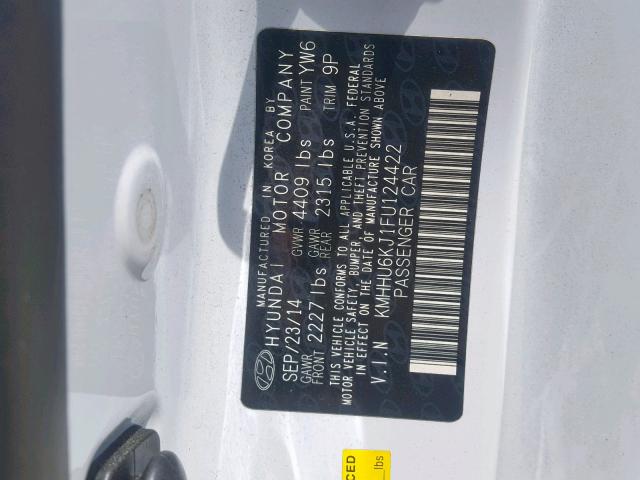 MANUFACTURED IN KOREA BY
HYUNDAI MOTOR COMPANY
SEP/23/14 GVWR 4409 lbs PAINT YW6
GAWR FRONT 2227 lbs GAWR REAR 2315 lbs TRIM 9P
THIS VEHICLE CONFORMS TO ALL APPLICABLE U.S.A. FEDERAL
MOTOR VEHICLE SAFETY, BUMPER, AND THEFT PREVENTION STANDARDS
IN EFFECT ON THE DATE OF MANUFACTURE SHOWN ABOVE
V.I.N KMHHU6KJ1FU124422
PASSENGER CAR
CED
lbs